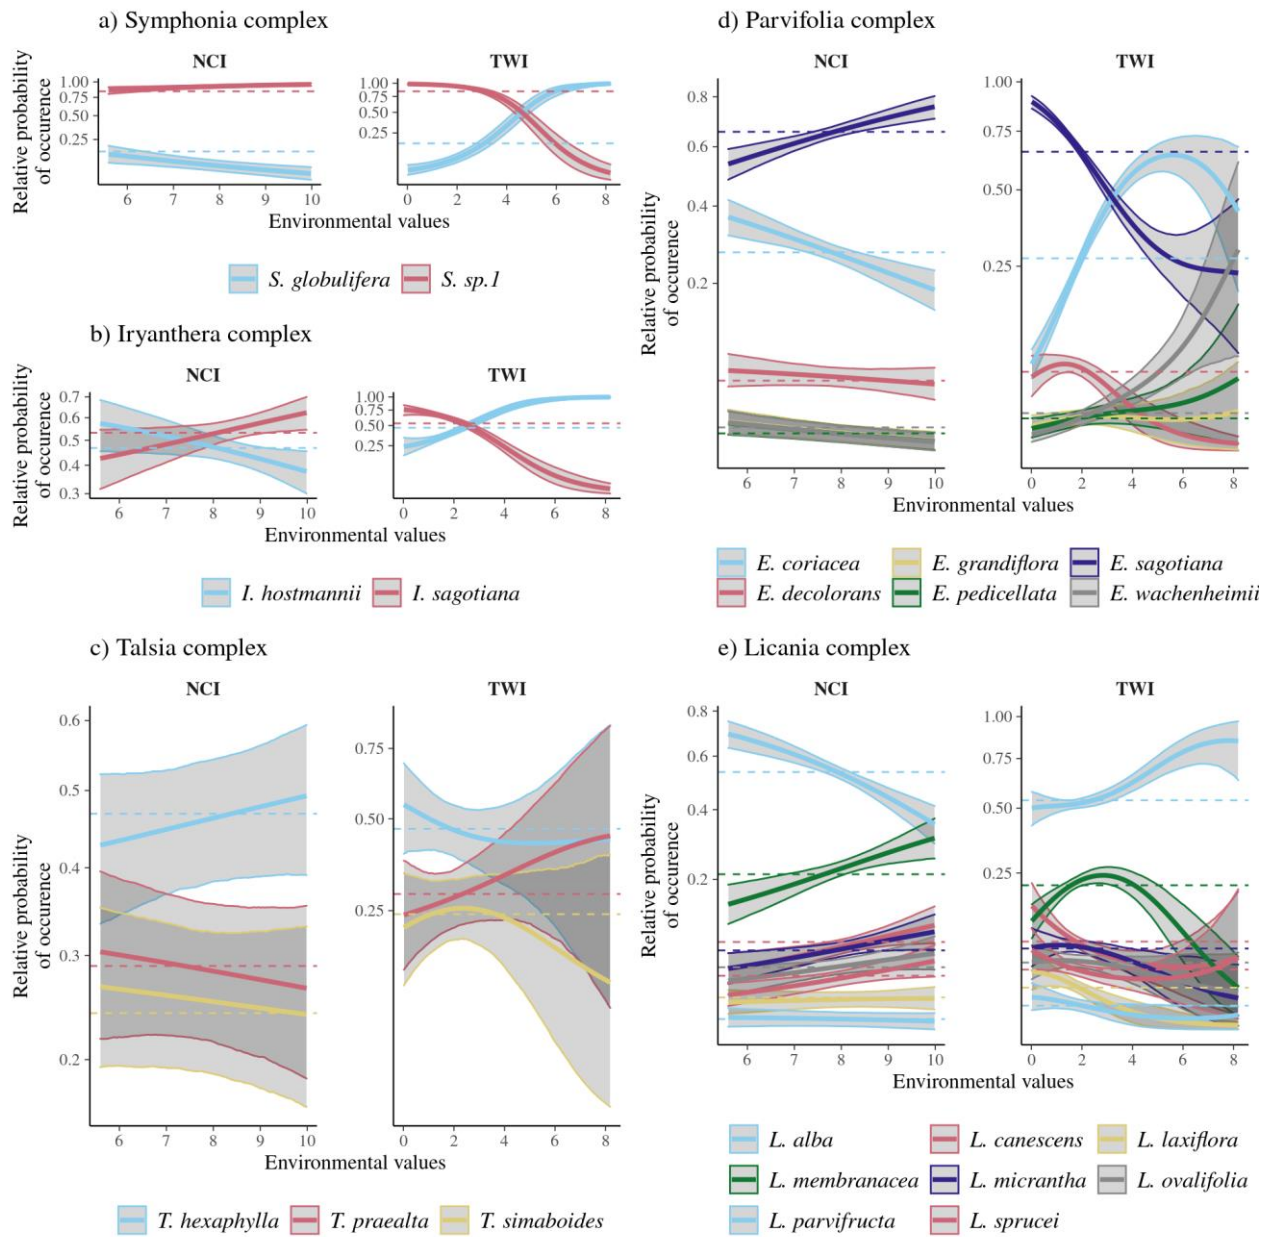 a) Symphonia complex
NCI
TWI
Relative probability
of occurence
1.00
0.75
0.50
0.25
6
7
8
9
10
1.00
0.75
0.50
0.25
0
2
4
6
8
Environmental values
S. globulifera
S. sp.1
b) Iryanthera complex
NCI
TWI
Relative probability
of occurence
0.7
0.6
0.5
0.4
0.3
6
7
8
9
10
1.00
0.75
0.50
0.25
0
2
4
6
8
Environmental values
I. hostmannii
I. sagotiana
c) Talsia complex
NCI
TWI
Relative probability
of occurence
0.6
0.5
0.4
0.3
0.2
6
7
8
9
10
0.75
0.50
0.25
0
2
4
6
8
Environmental values
T. hexaphylla
T. praealta
T. simaboides
d) Parvifolia complex
NCI
TWI
Relative probability
of occurence
0.8
0.6
0.4
0.2
6
7
8
9
10
1.00
0.75
0.50
0.25
0
2
4
6
8
Environmental values
E. coriacea
E. grandiflora
E. sagotiana
E. decolorans
E. pedicellata
E. wachenheimii
e) Licania complex
NCI
TWI
Relative probability
of occurence
0.8
0.6
0.4
0.2
6
7
8
9
10
1.00
0.75
0.50
0.25
0
2
4
6
8
Environmental values
L. alba
L. canescens
L. laxiflora
L. membranacea
L. micrantha
L. ovalifolia
L. parvifructa
L. sprucei